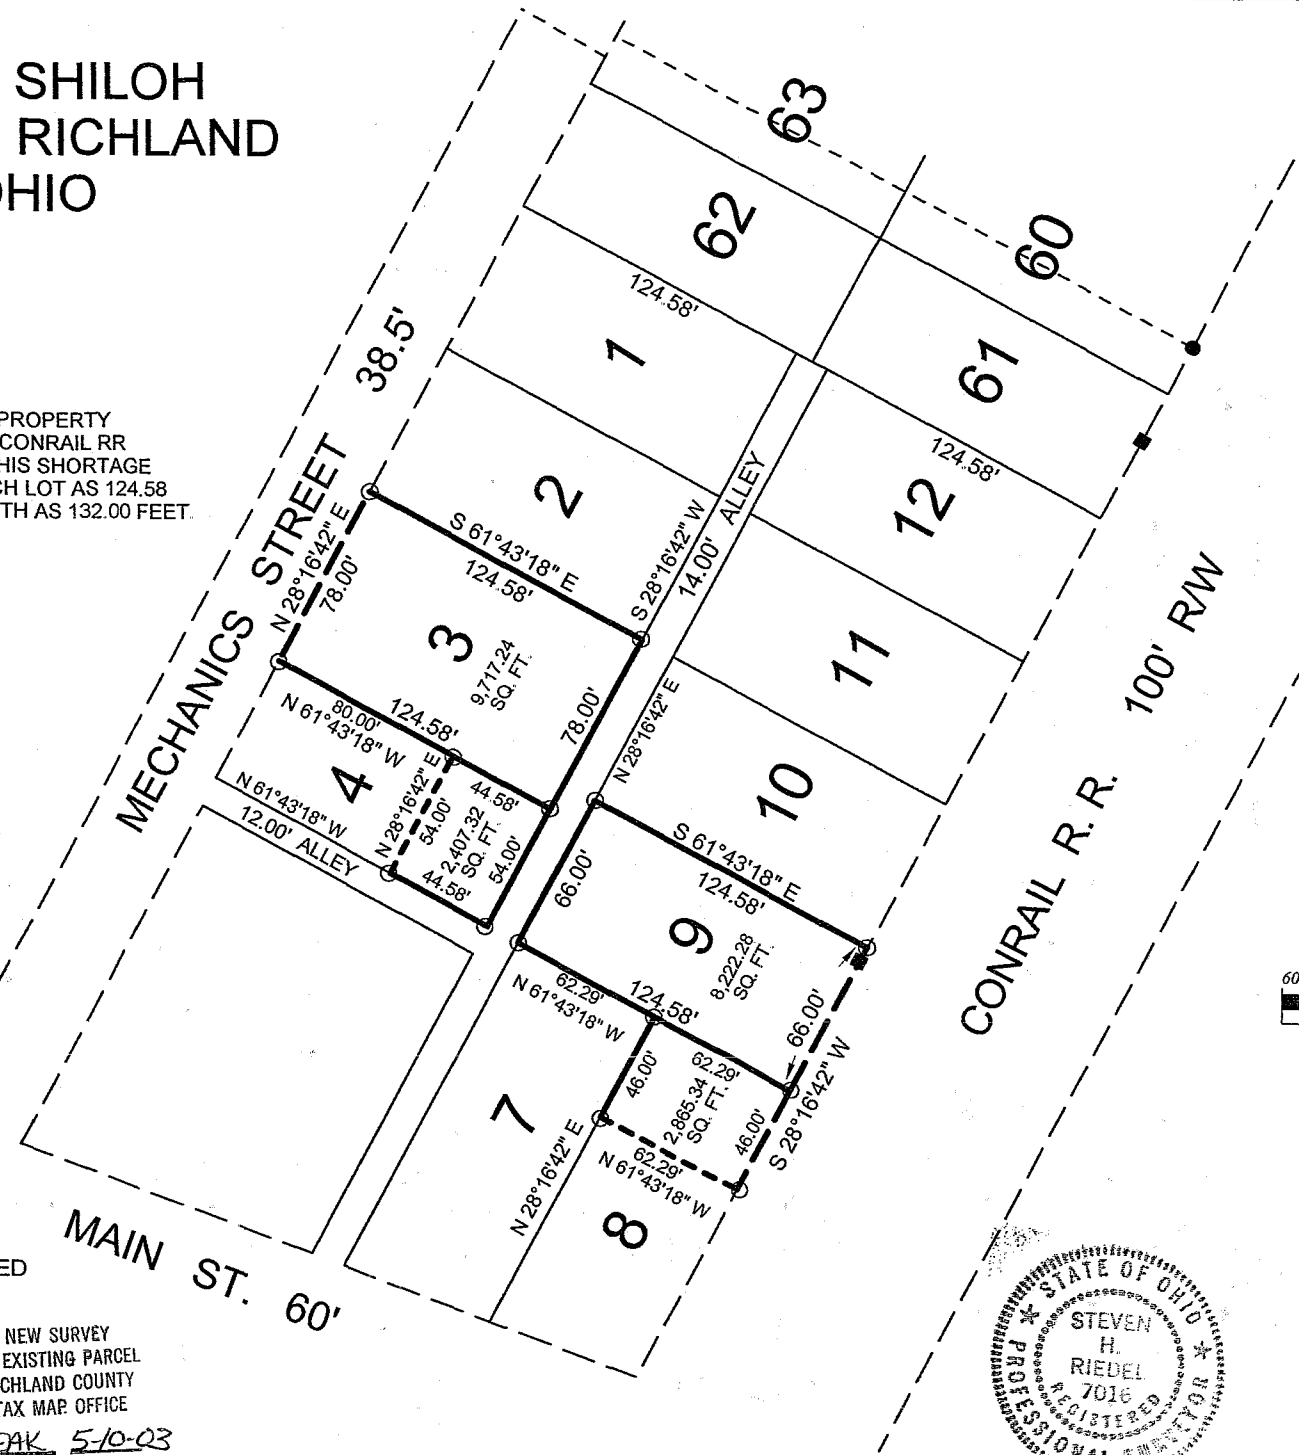 SHILOH
RICHLAND
OHIO
63
62
60
61
124.58'
1
38.5'
2
12
124.58'
PROPERTY
CONRAIL RR
HIS SHORTAGE
CH LOT AS 124.58
TH AS 132.00 FEET.
MECHANICS STREET
N 28°16'42" E
78.00'
S 61°43'18" E
124.58'
S 28°16'42" W
14.00' ALLEY
3
9,717.24
SQ. FT.
11
100' R/W
78.00'
80.00'
124.58'
N 61°43'18" W
N 28°16'42" E
4
N 28°16'42" E
54.00'
44.58'
2,407.32
SQ. FT.
54.00'
44.58'
N 61°43'18" W
12.00' ALLEY
10
CONRAIL R. R.
S 61°43'18" E
124.58'
66.00'
9
8,222.28
SQ. FT.
66.00'
62.29'
124.58'
N 61°43'18" W
S 28°16'42" W
60
7
46.00'
62.29'
2,865.34
SQ. FT.
46.00'
62.29'
N 61°43'18" W
N 28°16'42" E
8
MAIN ST. 60'
ED
NEW SURVEY
EXISTING PARCEL
CHLAND COUNTY
TAX MAP OFFICE
5-10-03
STATE OF OHIO
STEVEN
H.
RIEDEL
7016
REGISTERED
PROFESSIONAL SURVEYOR